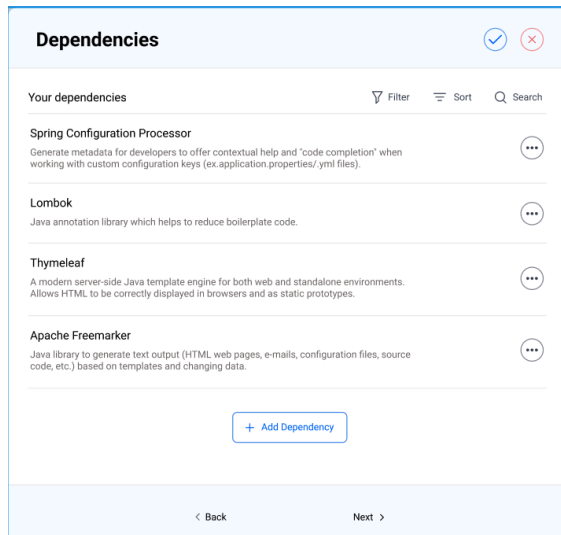 Dependencies
Your dependencies
Filter
Sort
Search
Spring Configuration Processor
Generate metadata for developers to offer contextual help and "code completion" when
working with custom configuration keys (ex.application.properties/.yml files).
Lombok
Java annotation library which helps to reduce boilerplate code.
Thymeleaf
A modern server-side Java template engine for both web and standalone environments.
Allows HTML to be correctly displayed in browsers and as static prototypes.
Apache Freemarker
Java library to generate text output (HTML web pages, e-mails, configuration files, source
code, etc.) based on templates and changing data.
+ Add Dependency
< Back
Next >